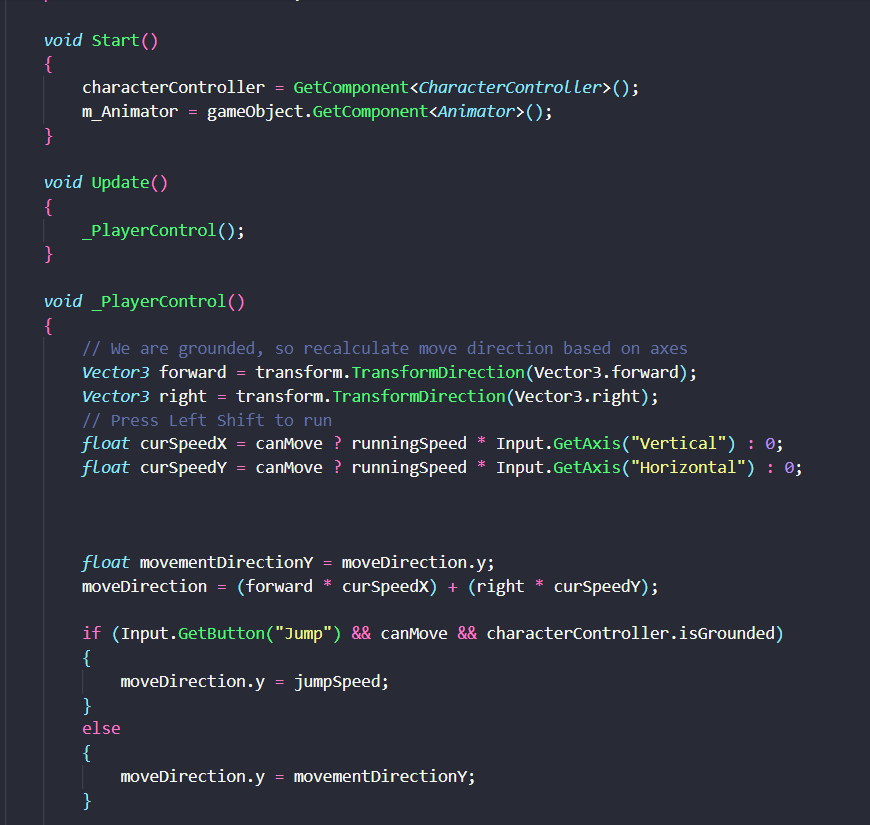 void Start()
{
    characterController = GetComponent<CharacterController>();
    m_Animator = gameObject.GetComponent<Animator>();
}

void Update()
{
    _PlayerControl();
}

void _PlayerControl()
{
    // We are grounded, so recalculate move direction based on axes
    Vector3 forward = transform.TransformDirection(Vector3.forward);
    Vector3 right = transform.TransformDirection(Vector3.right);
    // Press Left Shift to run
    float curSpeedX = canMove ? runningSpeed * Input.GetAxis("Vertical") : 0;
    float curSpeedY = canMove ? runningSpeed * Input.GetAxis("Horizontal") : 0;

    float movementDirectionY = moveDirection.y;
    moveDirection = (forward * curSpeedX) + (right * curSpeedY);

    if (Input.GetButton("Jump") && canMove && characterController.isGrounded)
    {
        moveDirection.y = jumpSpeed;
    }
    else
    {
        moveDirection.y = movementDirectionY;
    }